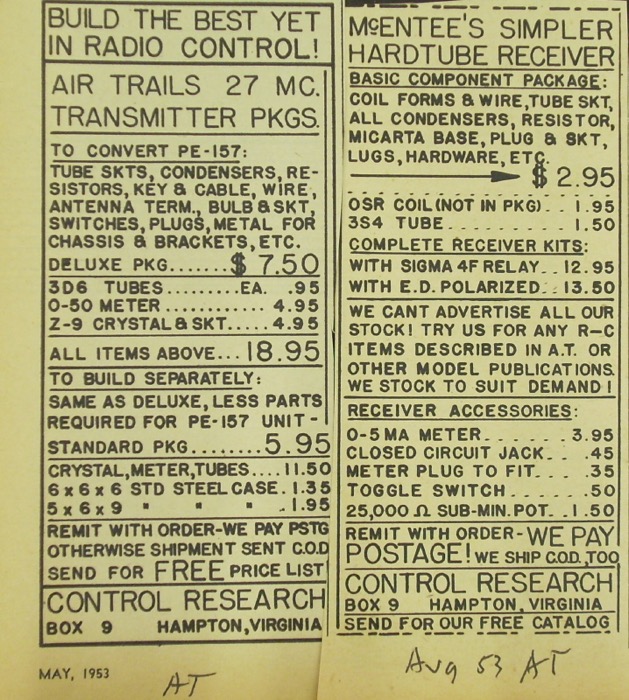 BUILD THE BEST YET
IN RADIO CONTROL!
AIR TRAILS 27 MC.
TRANSMITTER PKGS.
TO CONVERT PE-157:
TUBE SKTS, CONDENSERS, RE-
SISTORS, KEY & CABLE, WIRE,
ANTENNA TERM., BULB & SKT,
SWITCHES, PLUGS, METAL FOR
CHASSIS & BRACKETS, ETC.
DELUXE PKG.......$ 7.50
3D6 TUBES.........EA. .95
0-50 METER............ 4.95
Z-9 CRYSTAL & SKT..... 4.95
ALL ITEMS ABOVE... 18.95
TO BUILD SEPARATELY:
SAME AS DELUXE, LESS PARTS
REQUIRED FOR PE-157 UNIT-
STANDARD PKG.......5.95
CRYSTAL, METER, TUBES....11.50
6 x 6 x 6 STD STEEL CASE. 1.35
5 x 6 x 9 " " " . 1.95
REMIT WITH ORDER-WE PAY PSTG
OTHERWISE SHIPMENT SENT C.O.D
SEND FOR FREE PRICE LIST
CONTROL RESEARCH
BOX 9 HAMPTON, VIRGINIA
MAY, 1953
AT
McENTEE'S SIMPLER
HARDTUBE RECEIVER
BASIC COMPONENT PACKAGE:
COIL FORMS & WIRE, TUBE SKT,
ALL CONDENSERS, RESISTOR,
MICARTA BASE, PLUG & SKT,
LUGS, HARDWARE, ETC.
$ 2.95
OSR COIL (NOT IN PKG).. 1.95
3S4 TUBE......... 1.50
COMPLETE RECEIVER KITS:
WITH SIGMA 4F RELAY.. 12.95
WITH E.D. POLARIZED.. 13.50
WE CANT ADVERTISE ALL OUR
STOCK! TRY US FOR ANY R-C
ITEMS DESCRIBED IN A.T. OR
OTHER MODEL PUBLICATIONS.
WE STOCK TO SUIT DEMAND!
RECEIVER ACCESSORIES:
0-5 MA METER...... 3.95
CLOSED CIRCUIT JACK.. .45
METER PLUG TO FIT... .35
TOGGLE SWITCH...... .50
25,000 Ω SUB-MIN. POT.. 1.50
REMIT WITH ORDER-WE PAY
POSTAGE! WE SHIP C.O.D. TOO
CONTROL RESEARCH
BOX 9 HAMPTON, VIRGINIA
SEND FOR OUR FREE CATALOG
Aug 53 AT